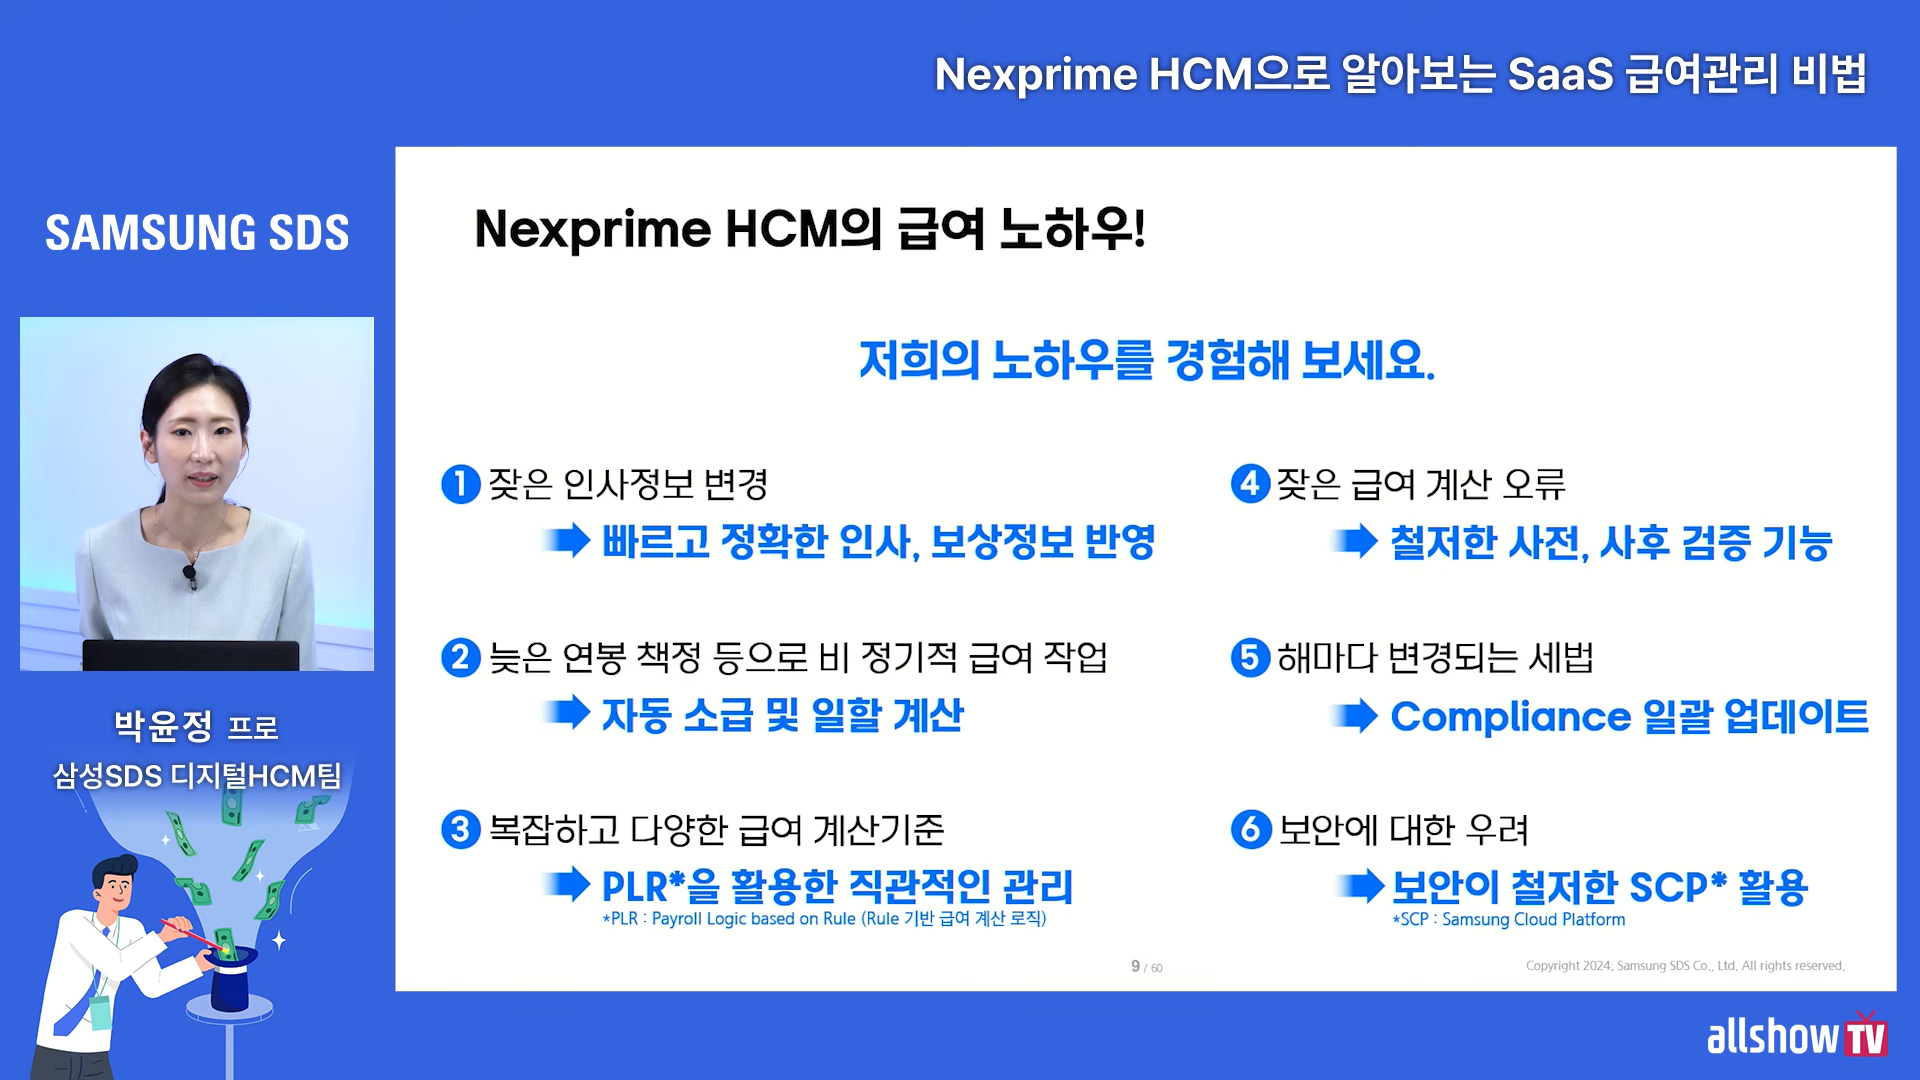 Nexprime HCM으로 알아보는 SaaS 급여관리 비법
SAMSUNG SDS
박윤정 프로
삼성SDS 디지털HCM팀
Nexprime HCM의 급여 노하우!
저희의 노하우를 경험해 보세요.
1 잦은 인사정보 변경
빠르고 정확한 인사, 보상정보 반영
2 늦은 연봉 책정 등으로 비 정기적 급여 작업
자동 소급 및 일할 계산
3 복잡하고 다양한 급여 계산기준
PLR*을 활용한 직관적인 관리
*PLR : Payroll Logic based on Rule (Rule 기반 급여 계산 로직)
4 잦은 급여 계산 오류
철저한 사전, 사후 검증 기능
5 해마다 변경되는 세법
Compliance 일괄 업데이트
6 보안에 대한 우려
보안이 철저한 SCP* 활용
*SCP : Samsung Cloud Platform
9 / 60
Copyright 2024. Samsung SDS Co., Ltd. All rights reserved.
allshow TV